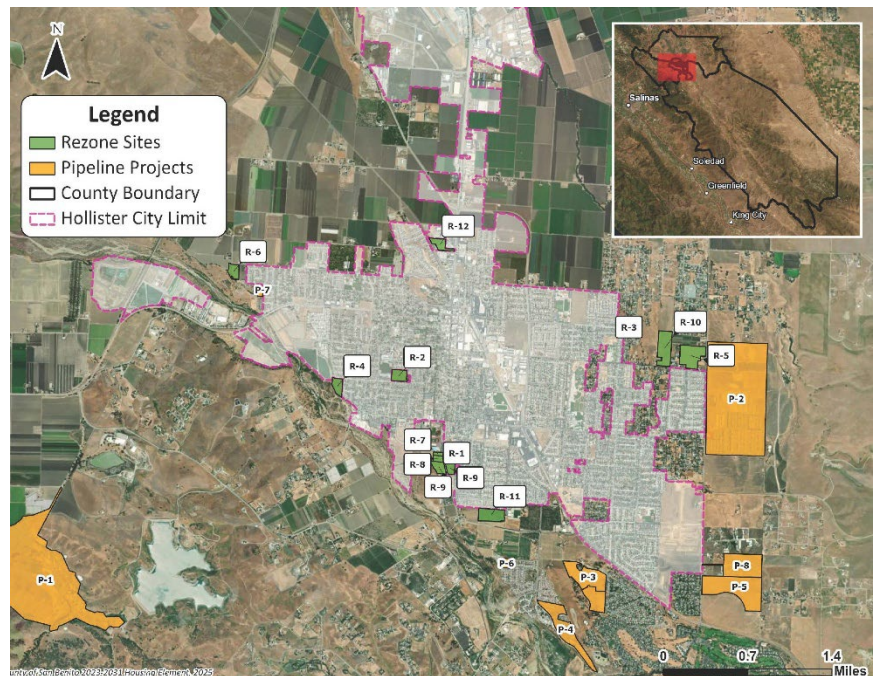 N
Legend
Rezone Sites
Pipeline Projects
County Boundary
Hollister City Limit
Salinas
Soledad
Greenfield
King City
R-12
R-6
P-7
R-3
R-10
R-2
R-5
R-4
P-2
R-7
R-1
R-8
R-9
R-9
R-11
P-6
P-8
P-1
P-3
P-5
P-4
0
0.7
1.4
Miles
County of San Benito 2023-2031 Housing Element, 2025